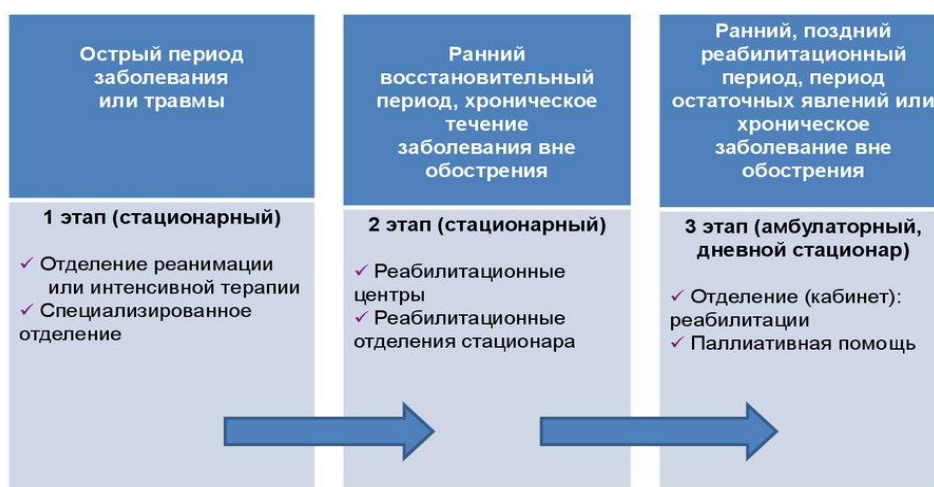 Острый период
заболевания
или травмы
1 этап (стационарный)
✓ Отделение реанимации
или интенсивной терапии
✓ Специализированное
отделение
Ранний
восстановительный
период, хроническое
течение
заболевания вне
обострения
2 этап (стационарный)
✓ Реабилитационные
центры
✓ Реабилитационные
отделения стационара
Ранний, поздний
реабилитационный
период, период
остаточных явлений или
хроническое
заболевание вне
обострения
3 этап (амбулаторный,
дневной стационар)
✓ Отделение (кабинет):
реабилитации
✓ Паллиативная помощь